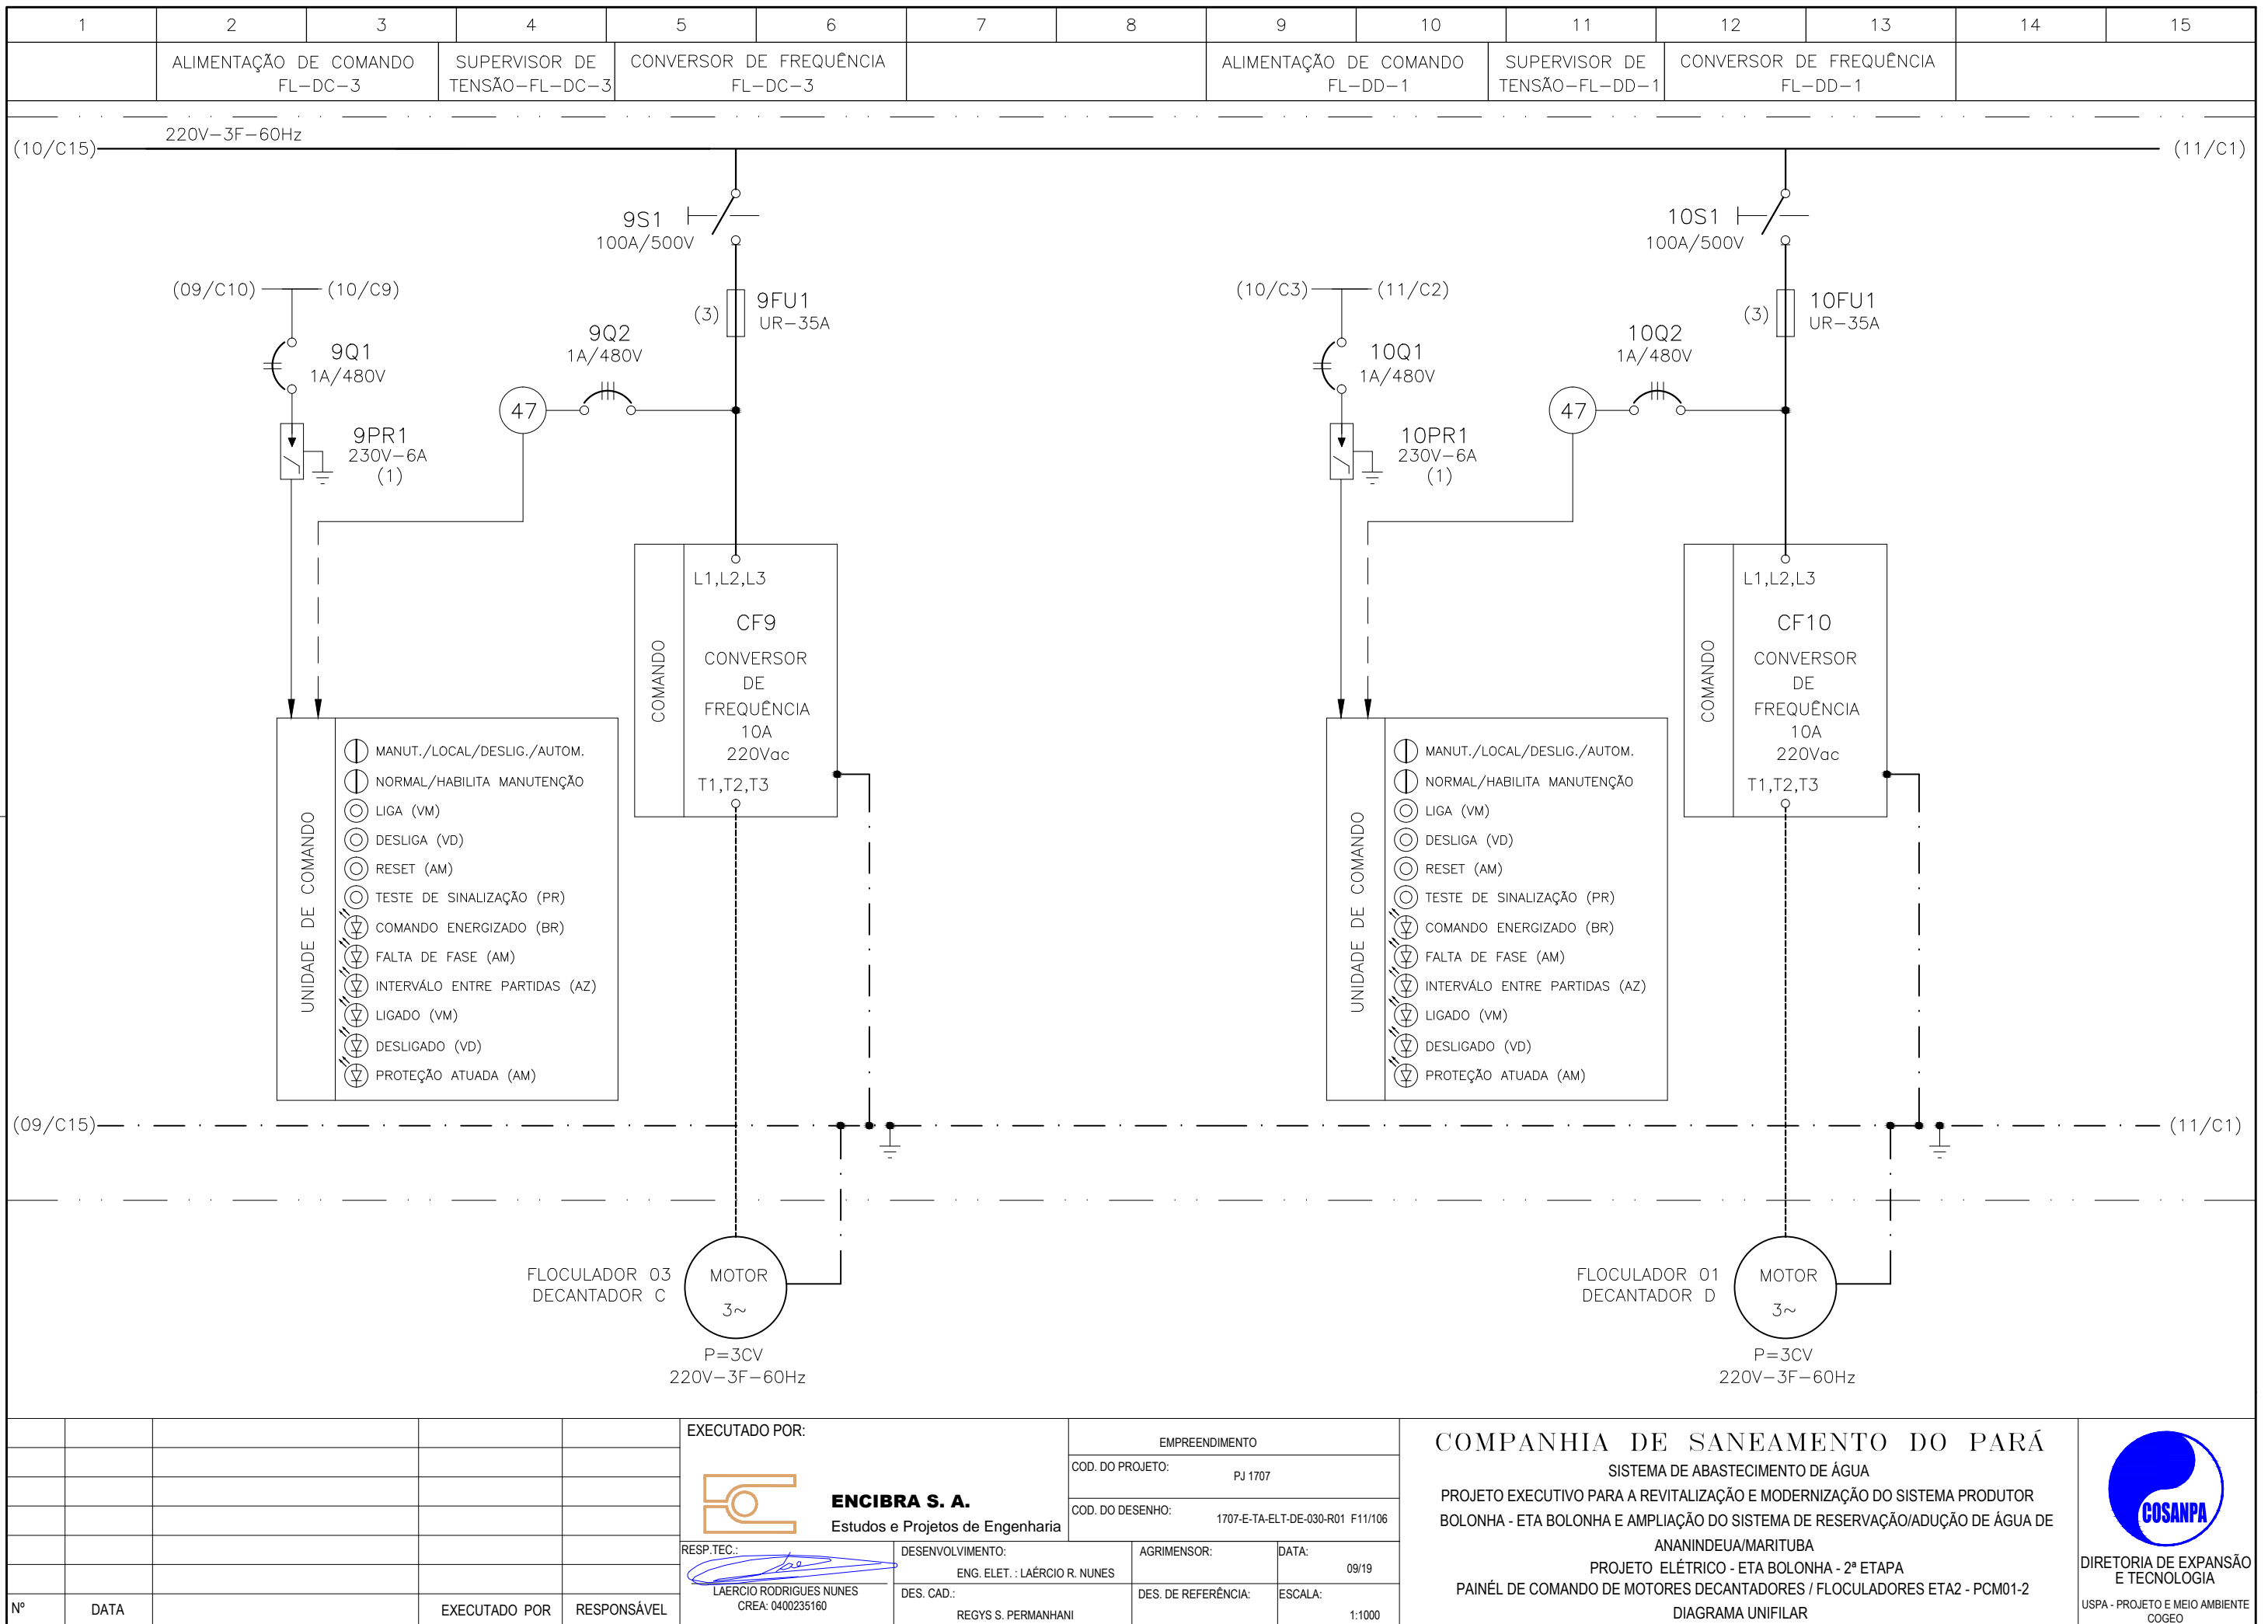 1 2 3 4 5 6 7 8 9 10 11 12 13 14 15
ALIMENTAÇÃO DE COMANDO
FL-DC-3
SUPERVISOR DE
TENSÃO-FL-DC-3
CONVERSOR DE FREQUÊNCIA
FL-DC-3
ALIMENTAÇÃO DE COMANDO
FL-DD-1
SUPERVISOR DE
TENSÃO-FL-DD-1
CONVERSOR DE FREQUÊNCIA
FL-DD-1
220V-3F-60Hz
(10/C15)
(11/C1)
9S1
100A/500V
(09/C10)
(10/C9)
(3)
9FU1
UR-35A
9Q1
1A/480V
9Q2
1A/480V
47
9PR1
230V-6A
(1)
COMANDO
L1,L2,L3
CF9
CONVERSOR
DE
FREQUÊNCIA
10A
220Vac
T1,T2,T3
UNIDADE DE COMANDO
MANUT./LOCAL/DESLIG./AUTOM.
NORMAL/HABILITA MANUTENÇÃO
LIGA (VM)
DESLIGA (VD)
RESET (AM)
TESTE DE SINALIZAÇÃO (PR)
COMANDO ENERGIZADO (BR)
FALTA DE FASE (AM)
INTERVÁLO ENTRE PARTIDAS (AZ)
LIGADO (VM)
DESLIGADO (VD)
PROTEÇÃO ATUADA (AM)
10S1
100A/500V
(10/C3)
(11/C2)
(3)
10FU1
UR-35A
10Q1
1A/480V
10Q2
1A/480V
47
10PR1
230V-6A
(1)
COMANDO
L1,L2,L3
CF10
CONVERSOR
DE
FREQUÊNCIA
10A
220Vac
T1,T2,T3
UNIDADE DE COMANDO
MANUT./LOCAL/DESLIG./AUTOM.
NORMAL/HABILITA MANUTENÇÃO
LIGA (VM)
DESLIGA (VD)
RESET (AM)
TESTE DE SINALIZAÇÃO (PR)
COMANDO ENERGIZADO (BR)
FALTA DE FASE (AM)
INTERVÁLO ENTRE PARTIDAS (AZ)
LIGADO (VM)
DESLIGADO (VD)
PROTEÇÃO ATUADA (AM)
(09/C15)
(11/C1)
FLOCULADOR 03
DECANTADOR C
MOTOR
3~
P=3CV
220V-3F-60Hz
FLOCULADOR 01
DECANTADOR D
MOTOR
3~
P=3CV
220V-3F-60Hz
Nº DATA EXECUTADO POR RESPONSÁVEL
EXECUTADO POR:
ENCIBRA S. A.
Estudos e Projetos de Engenharia
EMPREENDIMENTO
COD. DO PROJETO:
PJ 1707
COD. DO DESENHO:
1707-E-TA-ELT-DE-030-R01 F11/106
RESP.TEC.:
LAERCIO RODRIGUES NUNES
CREA: 0400235160
DESENVOLVIMENTO:
ENG. ELET. : LAÉRCIO R. NUNES
AGRIMENSOR:
DATA:
09/19
DES. CAD.:
REGYS S. PERMANHANI
DES. DE REFERÊNCIA:
ESCALA:
1:1000
COMPANHIA DE SANEAMENTO DO PARÁ
SISTEMA DE ABASTECIMENTO DE ÁGUA
PROJETO EXECUTIVO PARA A REVITALIZAÇÃO E MODERNIZAÇÃO DO SISTEMA PRODUTOR
BOLONHA - ETA BOLONHA E AMPLIAÇÃO DO SISTEMA DE RESERVAÇÃO/ADUÇÃO DE ÁGUA DE
ANANINDEUA/MARITUBA
PROJETO ELÉTRICO - ETA BOLONHA - 2ª ETAPA
PAINÉL DE COMANDO DE MOTORES DECANTADORES / FLOCULADORES ETA2 - PCM01-2
DIAGRAMA UNIFILAR
COSANPA
DIRETORIA DE EXPANSÃO
E TECNOLOGIA
USPA - PROJETO E MEIO AMBIENTE
COGEO